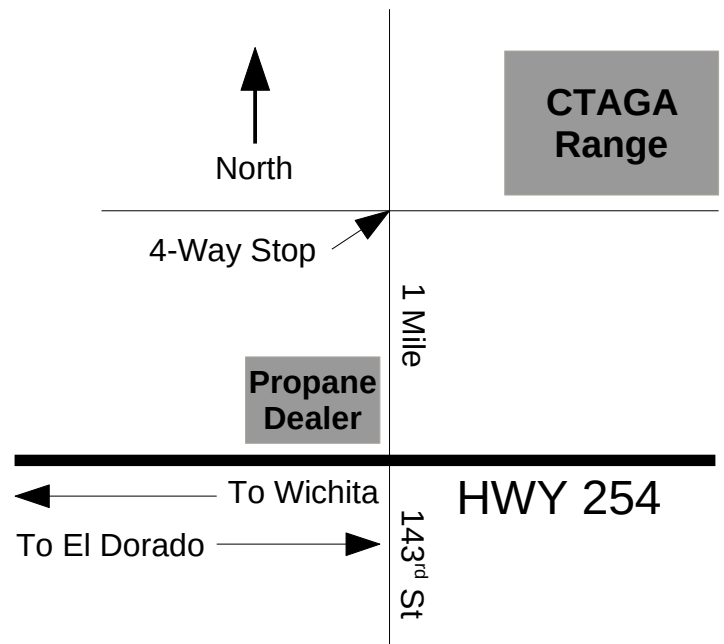 CTAGA
Range
North
4-Way Stop
1 Mile
Propane
Dealer
To Wichita
HWY 254
To El Dorado
143rd St